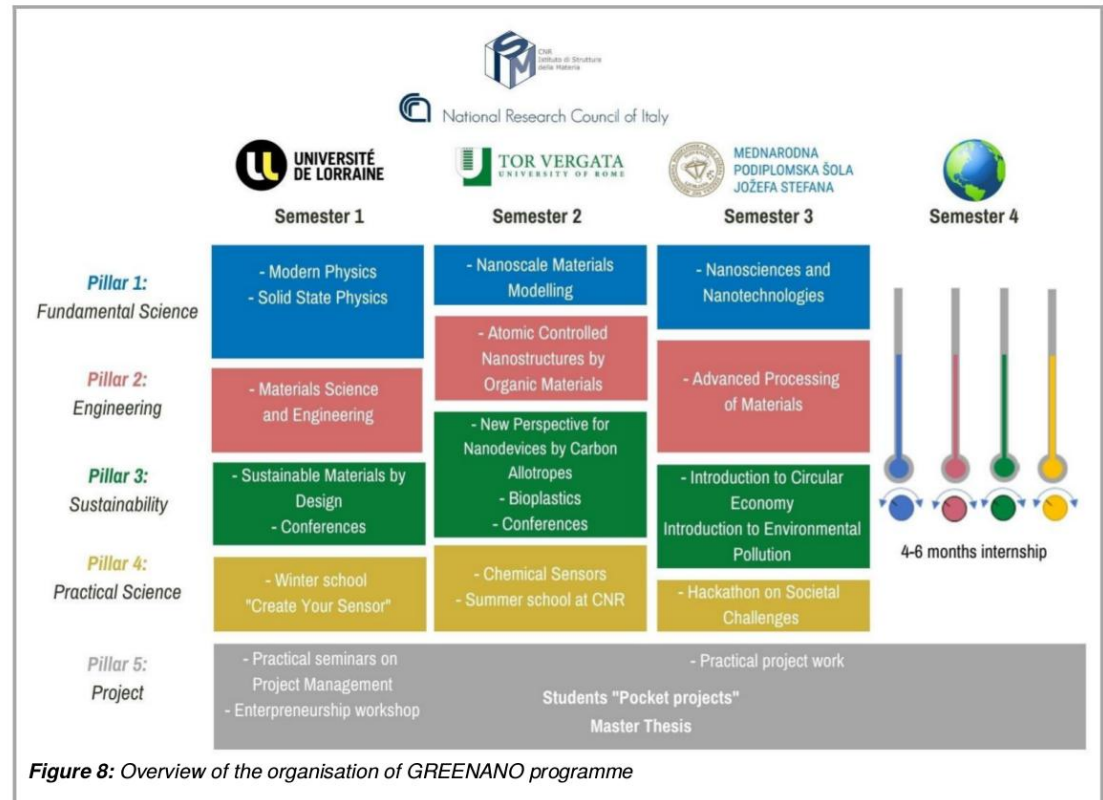 CNR
Istituto di Struttura
della Materia
ISM
National Research Council of Italy
UNIVERSITÉ
DE LORRAINE
TOR VERGATA
UNIVERSITY OF ROME
MEDNARODNA
PODIPLOMSKA ŠOLA
JOŽEFA STEFANA
Semester 1
Semester 2
Semester 3
Semester 4
Pillar 1:
Fundamental Science
- Modern Physics
- Solid State Physics
- Nanoscale Materials
Modelling
- Nanosciences and
Nanotechnologies
Pillar 2:
Engineering
- Materials Science
and Engineering
- Atomic Controlled
Nanostructures by
Organic Materials
- Advanced Processing
of Materials
Pillar 3:
Sustainability
- Sustainable Materials by
Design
- Conferences
- New Perspective for
Nanodevices by Carbon
Allotropes
- Bioplastics
- Conferences
- Introduction to Circular
Economy
Introduction to Environmental
Pollution
4-6 months internship
Pillar 4:
Practical Science
- Winter school
"Create Your Sensor"
- Chemical Sensors
- Summer school at CNR
- Hackathon on Societal
Challenges
Pillar 5:
Project
- Practical seminars on
Project Management
- Enterpreneurship workshop
- Practical project work
Students "Pocket projects"
Master Thesis
Figure 8: Overview of the organisation of GREENANO programme